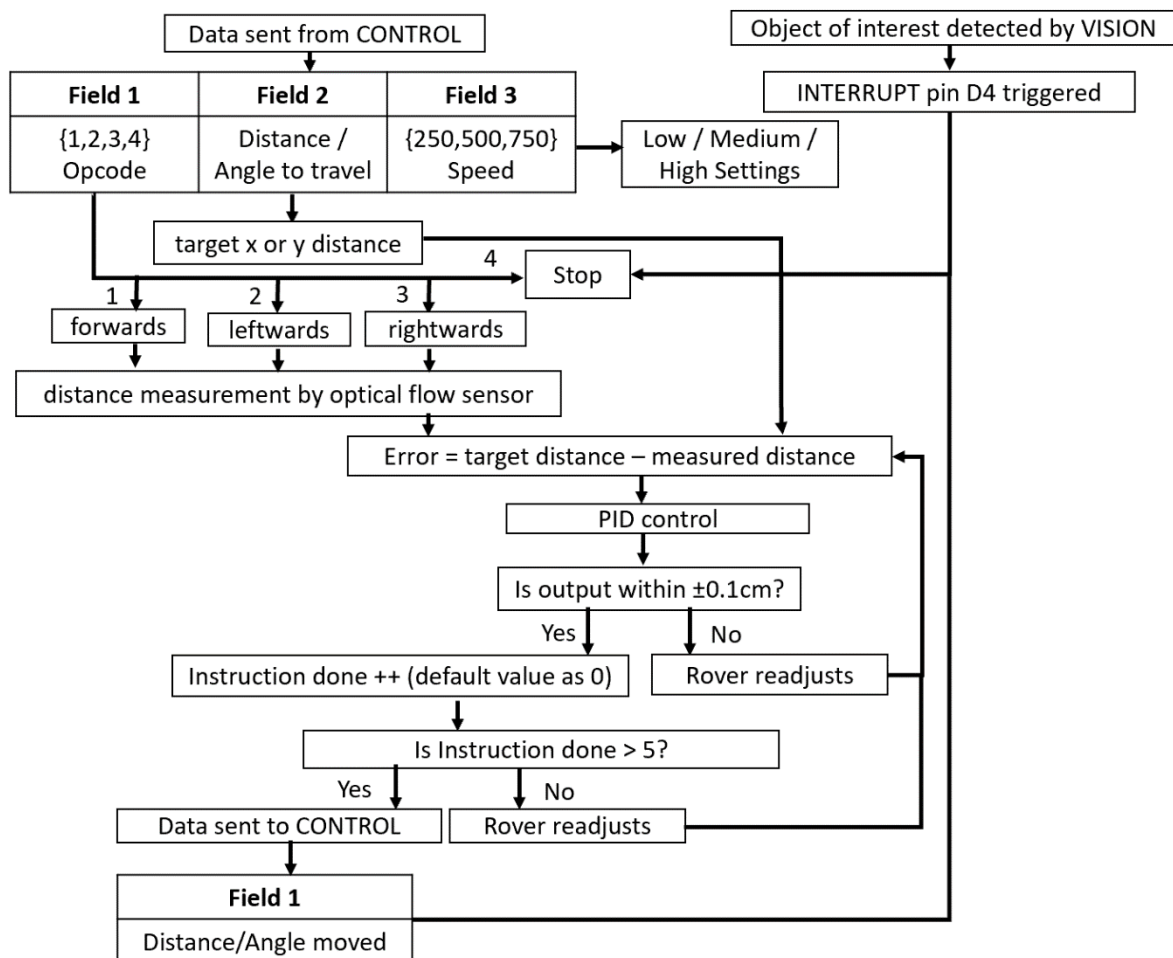 Data sent from CONTROL
Object of interest detected by VISION
Field 1
Field 2
Field 3
INTERRUPT pin D4 triggered
{1,2,3,4}
Opcode
Distance /
Angle to travel
{250,500,750}
Speed
Low / Medium /
High Settings
target x or y distance
4
Stop
1
2
3
forwards
leftwards
rightwards
distance measurement by optical flow sensor
Error = target distance – measured distance
PID control
Is output within ±0.1cm?
Yes
No
Instruction done ++ (default value as 0)
Rover readjusts
Is Instruction done > 5?
Yes
No
Data sent to CONTROL
Rover readjusts
Field 1
Distance/Angle moved